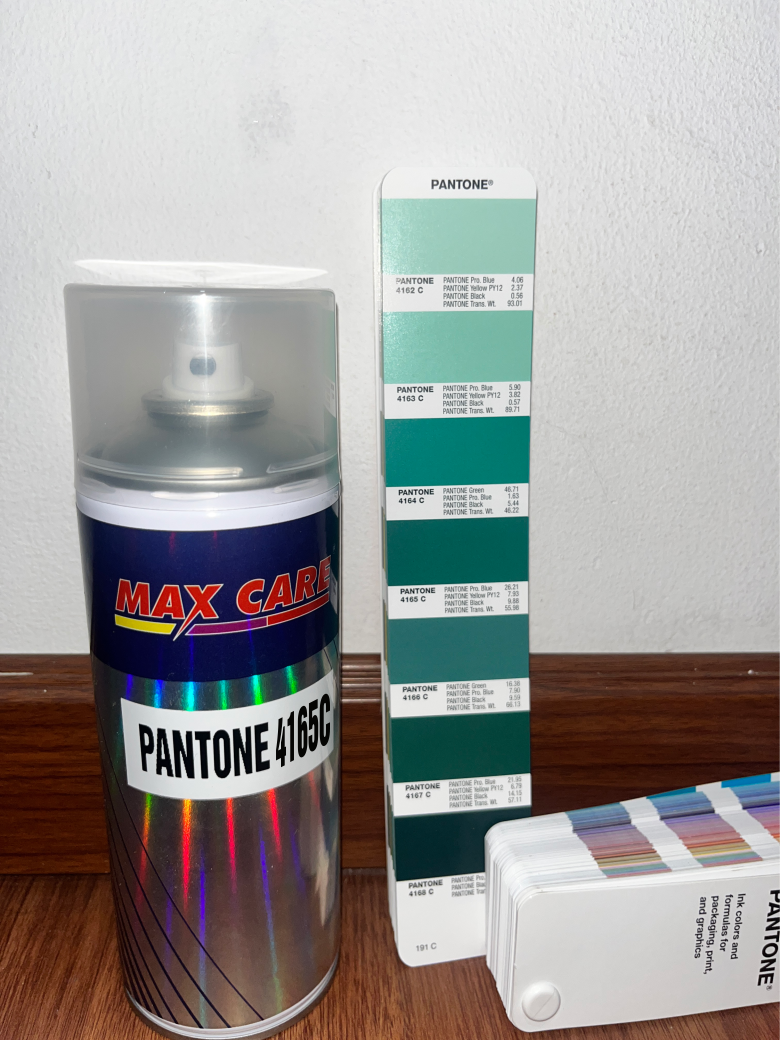 MAX CARE
PANTONE 4165C
PANTONE®
PANTONE
4162 C
PANTONE Pro. Blue 4.06
PANTONE Yellow PY12 2.37
PANTONE Black 0.56
PANTONE Trans. Wt. 93.01
PANTONE
4163 C
PANTONE Pro. Blue 5.90
PANTONE Yellow PY12 3.82
PANTONE Black 0.57
PANTONE Trans. Wt. 89.71
PANTONE
4164 C
PANTONE Green 46.71
PANTONE Pro. Blue 1.63
PANTONE Black 5.44
PANTONE Trans. Wt. 46.22
PANTONE
4165 C
PANTONE Pro. Blue 26.21
PANTONE Yellow PY12 7.93
PANTONE Black 9.88
PANTONE Trans. Wt. 55.98
PANTONE
4166 C
PANTONE Green 16.38
PANTONE Pro. Blue 7.90
PANTONE Black 9.59
PANTONE Trans. Wt. 66.13
PANTONE
4167 C
PANTONE Pro. Blue
PANTONE Yellow PY12
PANTONE Black 14.15
PANTONE Trans. Wt. 57.11
PANTONE
4168 C
191 C
PANTONE®
Ink colors and
formulas for
packaging, print,
and graphics